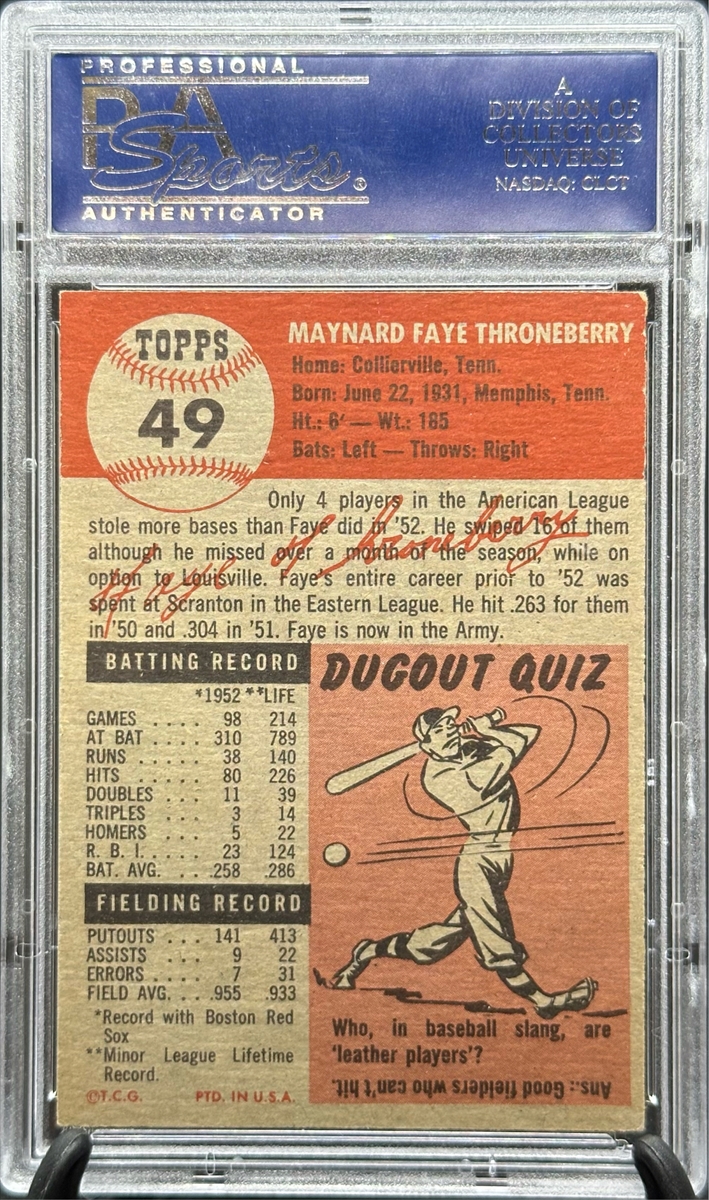 PROFESSIONAL
PSA
Sports®
AUTHENTICATOR
A
DIVISION OF
COLLECTORS
UNIVERSE
NASDAQ: CLCT
TOPPS
49
MAYNARD FAYE THRONEBERRY
Home: Collierville, Tenn.
Born: June 22, 1931, Memphis, Tenn.
Ht.: 6' — Wt.: 185
Bats: Left — Throws: Right
Only 4 players in the American League
stole more bases than Faye did in '52. He swiped 16 of them
although he missed over a month of the season, while on
option to Louisville. Faye's entire career prior to '52 was
spent at Scranton in the Eastern League. He hit .263 for them
in '50 and .304 in '51. Faye is now in the Army.
Faye Throneberry
BATTING RECORD
*1952 **LIFE
GAMES .... 98 214
AT BAT .... 310 789
RUNS ..... 38 140
HITS ..... 80 226
DOUBLES ... 11 39
TRIPLES ... 3 14
HOMERS ... 5 22
R. B. I. .... 23 124
BAT. AVG. ... .258 .286
FIELDING RECORD
PUTOUTS ... 141 413
ASSISTS ... 9 22
ERRORS ... 7 31
FIELD AVG. ... .955 .933
*Record with Boston Red
Sox
**Minor League Lifetime
Record.
©T.C.G. PTD. IN U.S.A.
DUGOUT QUIZ
Who, in baseball slang, are
'leather players'?
Ans.: Good fielders who can't hit.